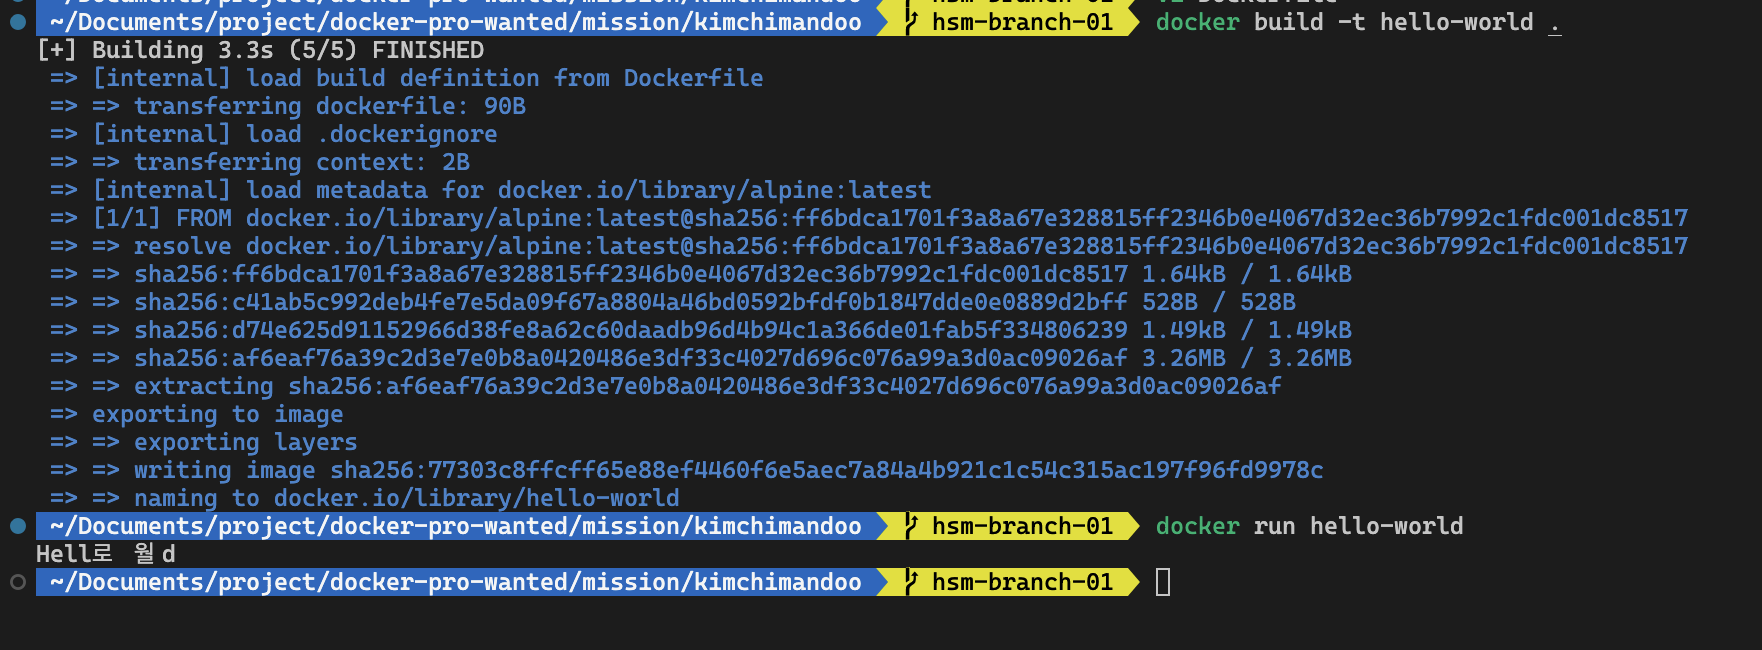 ~/Documents/project/docker-pro-wanted/mission/kimchimandoo hsm-branch-01 docker build -t hello-world .
[+] Building 3.3s (5/5) FINISHED
=> [internal] load build definition from Dockerfile
=> => transferring dockerfile: 90B
=> [internal] load .dockerignore
=> => transferring context: 2B
=> [internal] load metadata for docker.io/library/alpine:latest
=> [1/1] FROM docker.io/library/alpine:latest@sha256:ff6bdca1701f3a8a67e328815ff2346b0e4067d32ec36b7992c1fdc001dc8517
=> => resolve docker.io/library/alpine:latest@sha256:ff6bdca1701f3a8a67e328815ff2346b0e4067d32ec36b7992c1fdc001dc8517
=> => sha256:ff6bdca1701f3a8a67e328815ff2346b0e4067d32ec36b7992c1fdc001dc8517 1.64kB / 1.64kB
=> => sha256:c41ab5c992deb4fe7e5da09f67a8804a46bd0592bfdf0b1847dde0e0889d2bff 528B / 528B
=> => sha256:d74e625d91152966d38fe8a62c60daadb96d4b94c1a366de01fab5f334806239 1.49kB / 1.49kB
=> => sha256:af6eaf76a39c2d3e7e0b8a0420486e3df33c4027d696c076a99a3d0ac09026af 3.26MB / 3.26MB
=> => extracting sha256:af6eaf76a39c2d3e7e0b8a0420486e3df33c4027d696c076a99a3d0ac09026af
=> exporting to image
=> => exporting layers
=> => writing image sha256:77303c8ffcff65e88ef4460f6e5aec7a84a4b921c1c54c315ac197f96fd9978c
=> => naming to docker.io/library/hello-world
~/Documents/project/docker-pro-wanted/mission/kimchimandoo hsm-branch-01 docker run hello-world
Hell로 월d
~/Documents/project/docker-pro-wanted/mission/kimchimandoo hsm-branch-01